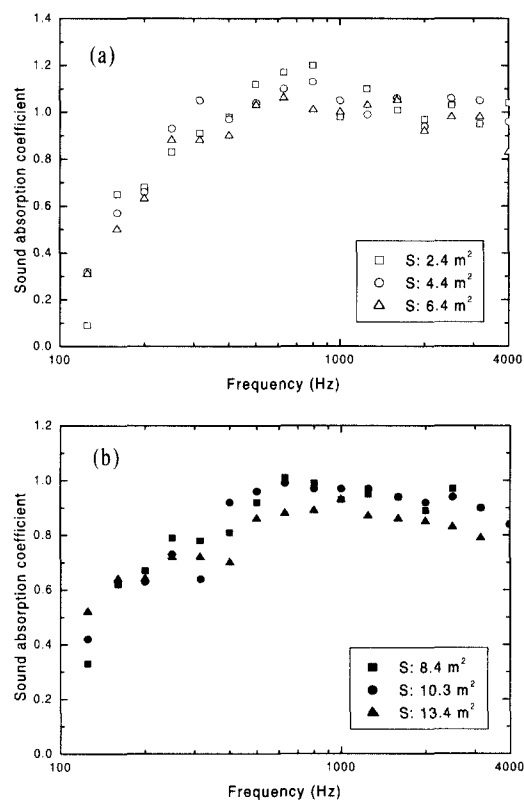 1.4
(a)
1.2
1.0
0.8
0.6
0.4
0.2
0.0
Sound absorption coefficient
S: 2.4 m²
S: 4.4 m²
S: 6.4 m²
100
1000
4000
Frequency (Hz)
1.2
(b)
1.0
0.8
0.6
0.4
0.2
0.0
Sound absorption coefficient
S: 8.4 m²
S: 10.3 m²
S: 13.4 m²
100
1000
4000
Frequency (Hz)